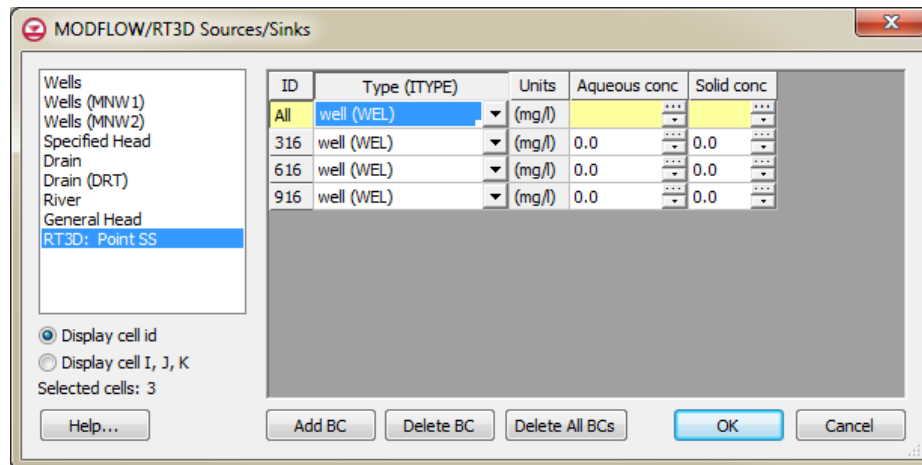 MODFLOW/RT3D Sources/Sinks
Wells
Wells (MNW1)
Wells (MNW2)
Specified Head
Drain
Drain (DRT)
River
General Head
RT3D: Point SS
Display cell id
Display cell I, J, K
Selected cells: 3
ID Type (ITYPE) Units Aqueous conc Solid conc
All well (WEL) (mg/l)
316 well (WEL) (mg/l) 0.0 0.0
616 well (WEL) (mg/l) 0.0 0.0
916 well (WEL) (mg/l) 0.0 0.0
Help... Add BC Delete BC Delete All BCs OK Cancel